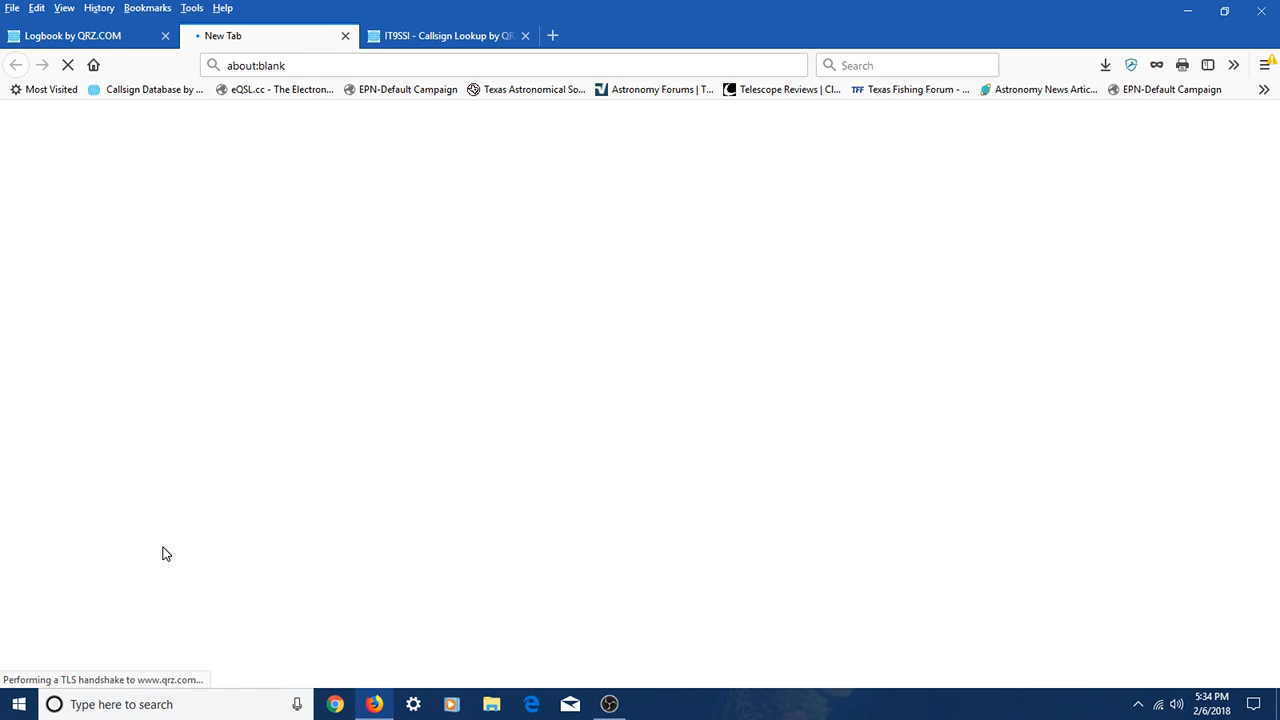 File Edit View History Bookmarks Tools Help
Logbook by QRZ.COM New Tab IT9SSI - Callsign Lookup by QR
about:blank Search
Most Visited Callsign Database by ... eQSL.cc - The Electron... EPN-Default Campaign Texas Astronomical So... Astronomy Forums | T... Telescope Reviews | Cl... TFF Texas Fishing Forum - ... Astronomy News Artic... EPN-Default Campaign
Performing a TLS handshake to www.qrz.com...
Type here to search
5:34 PM
2/6/2018